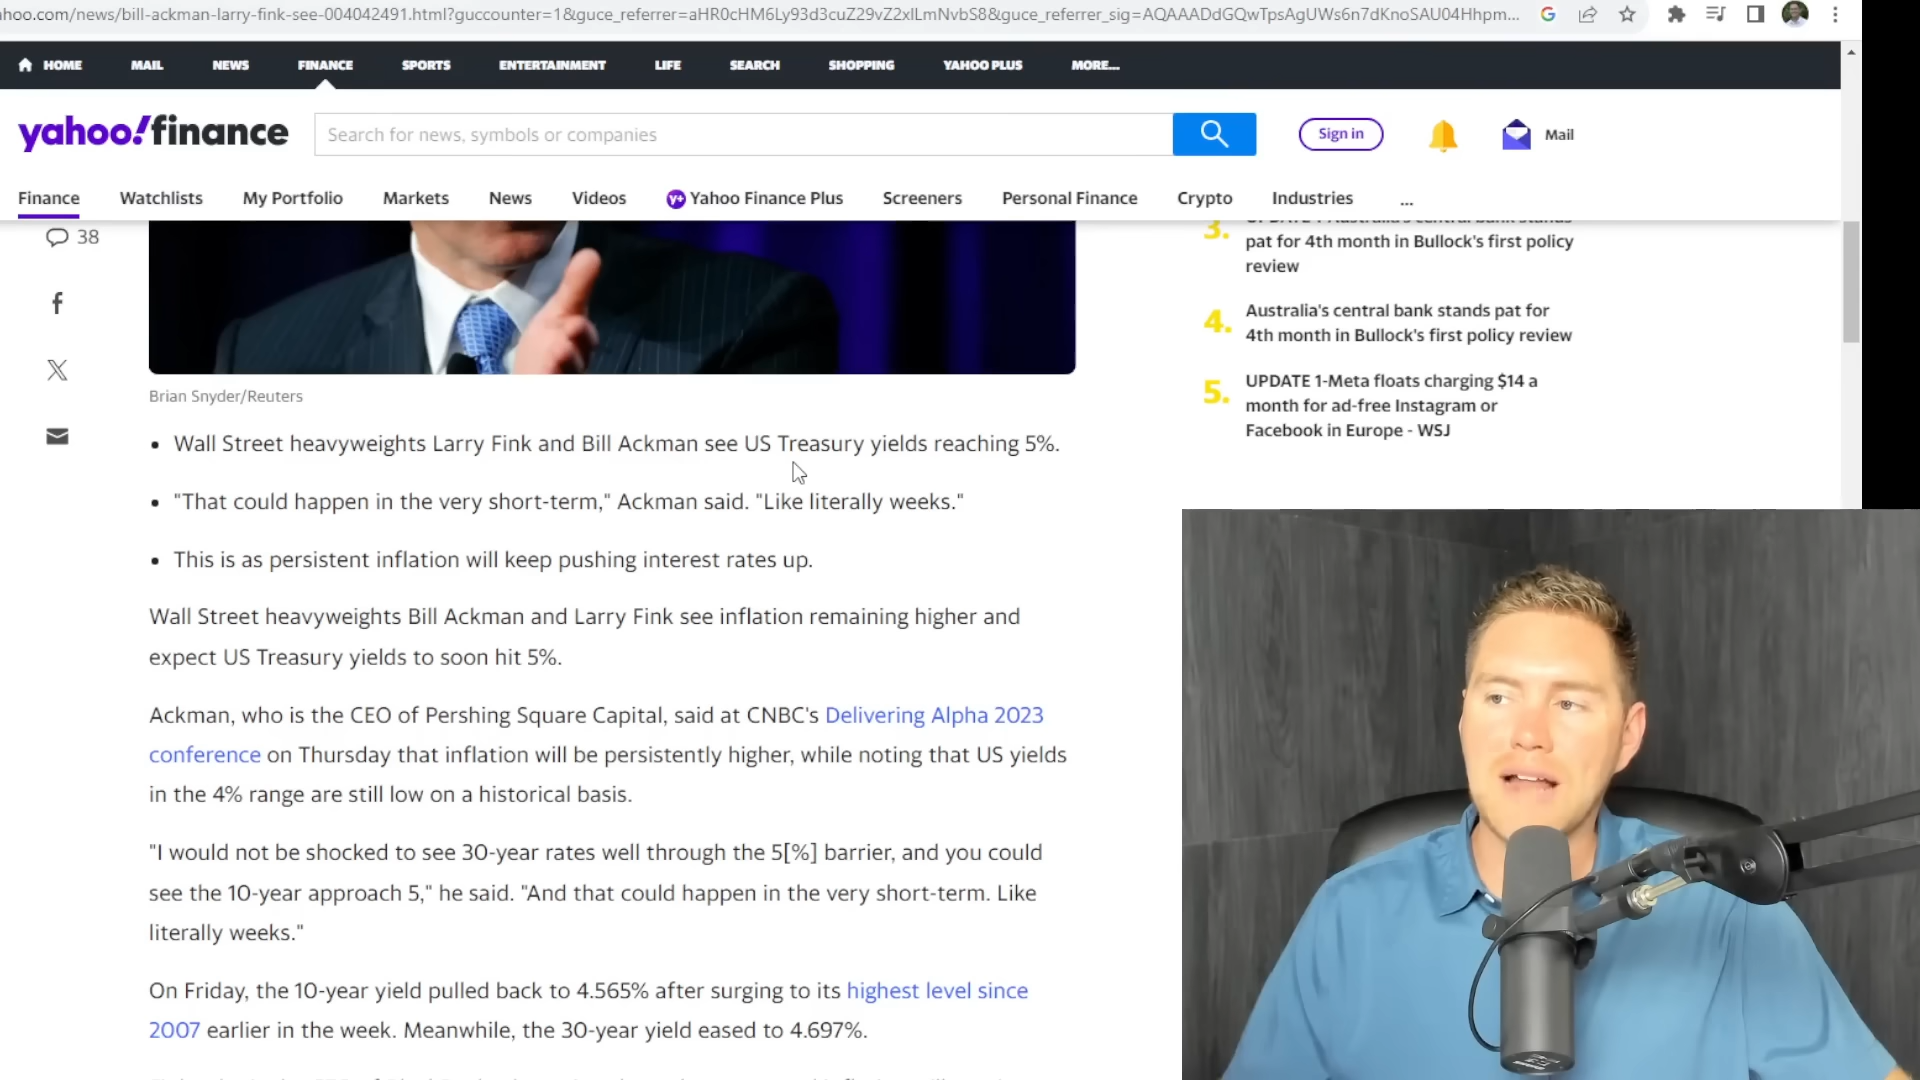 ahoo.com/news/bill-ackman-larry-fink-see-004042491.html?guccounter=1&guce_referrer=aHR0cHM6Ly93d3cuZ29vZ2xlLmNvbS8&guce_referrer_sig=AQAAADdGQwTpsAgUWs6n7dKnoSAU04Hhpm...
HOME MAIL NEWS FINANCE SPORTS ENTERTAINMENT LIFE SEARCH SHOPPING YAHOO PLUS MORE...
yahoo!finance Search for news, symbols or companies Sign in Mail
Finance Watchlists My Portfolio Markets News Videos Y+ Yahoo Finance Plus Screeners Personal Finance Crypto Industries ...
38
Brian Snyder/Reuters
• Wall Street heavyweights Larry Fink and Bill Ackman see US Treasury yields reaching 5%.
• "That could happen in the very short-term," Ackman said. "Like literally weeks."
• This is as persistent inflation will keep pushing interest rates up.
Wall Street heavyweights Bill Ackman and Larry Fink see inflation remaining higher and
expect US Treasury yields to soon hit 5%.
Ackman, who is the CEO of Pershing Square Capital, said at CNBC's Delivering Alpha 2023
conference on Thursday that inflation will be persistently higher, while noting that US yields
in the 4% range are still low on a historical basis.
"I would not be shocked to see 30-year rates well through the 5[%] barrier, and you could
see the 10-year approach 5," he said. "And that could happen in the very short-term. Like
literally weeks."
On Friday, the 10-year yield pulled back to 4.565% after surging to its highest level since
2007 earlier in the week. Meanwhile, the 30-year yield eased to 4.697%.
3. UPDATE 1-Australia's central bank stands
pat for 4th month in Bullock's first policy
review
4. Australia's central bank stands pat for
4th month in Bullock's first policy review
5. UPDATE 1-Meta floats charging $14 a
month for ad-free Instagram or
Facebook in Europe - WSJ